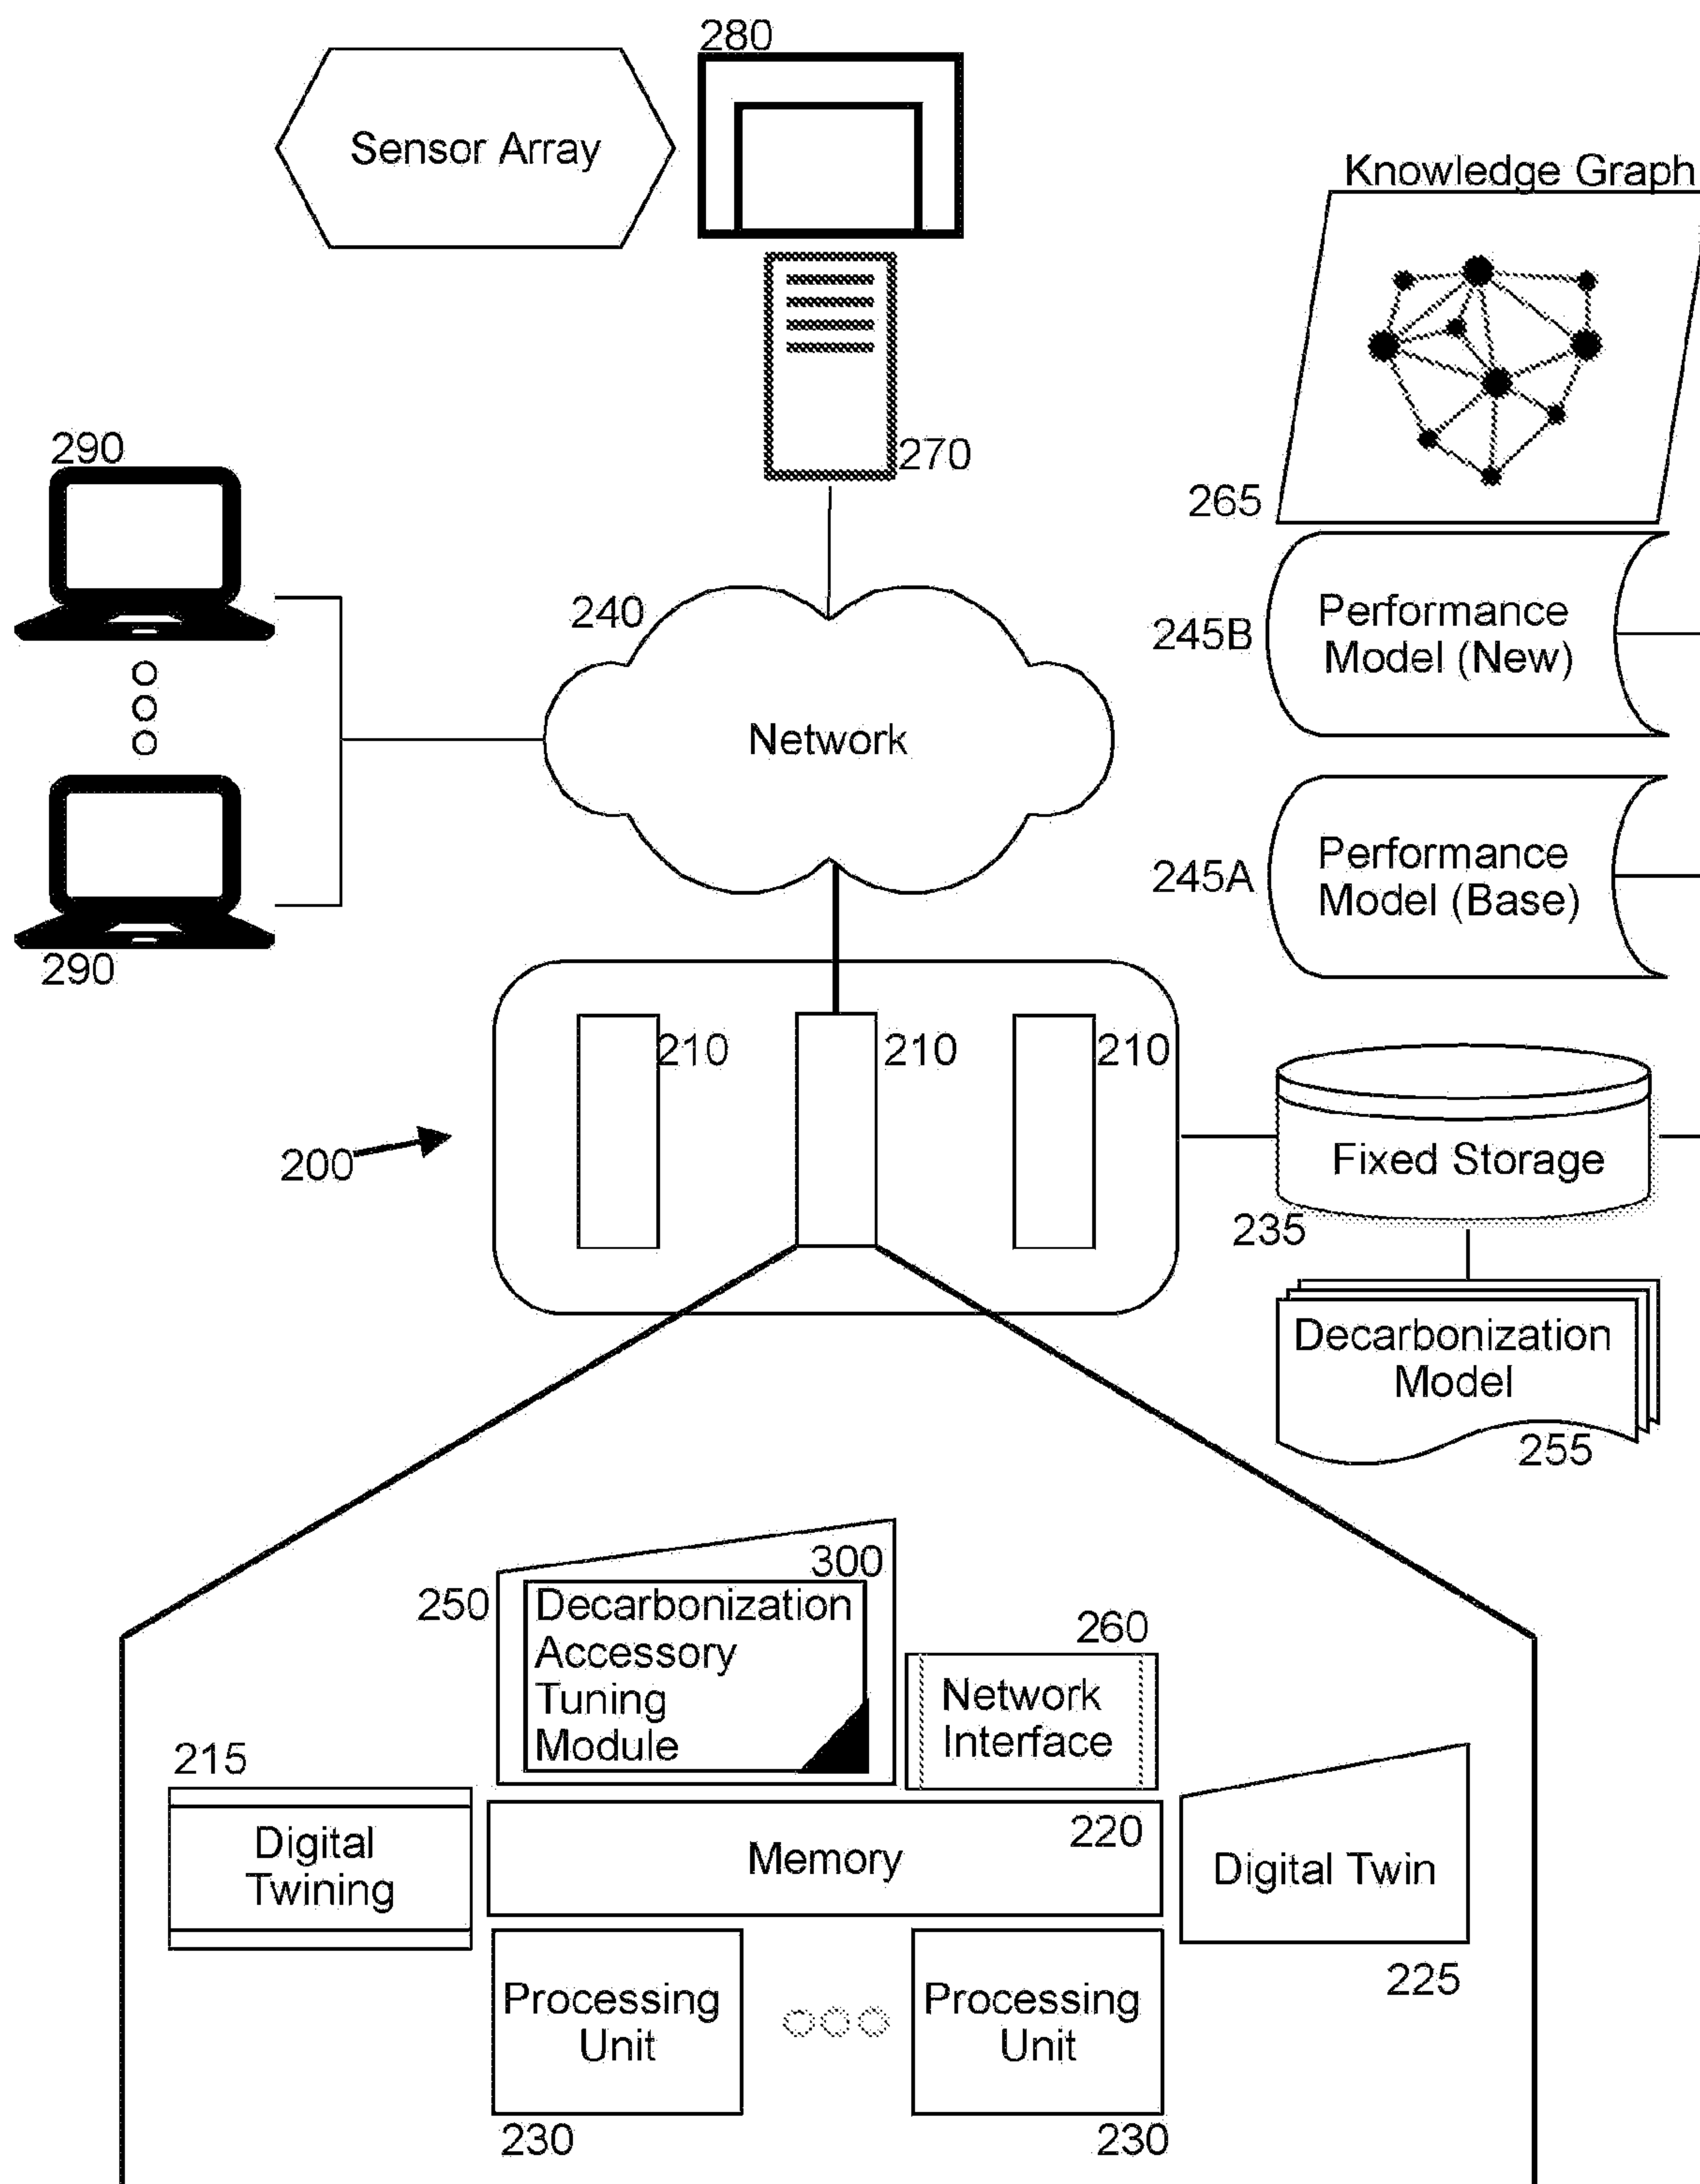 280
Sensor Array
Knowledge Graph
270
265
290
240
Performance
Model (New)
245B
Network
Performance
Model (Base)
245A
290
210
210
210
200
Fixed Storage
235
Decarbonization
Model
255
300
250
Decarbonization
Accessory
Tuning
Module
260
Network
Interface
215
Digital
Twining
220
Memory
Digital Twin
225
Processing
Unit
Processing
Unit
230
230